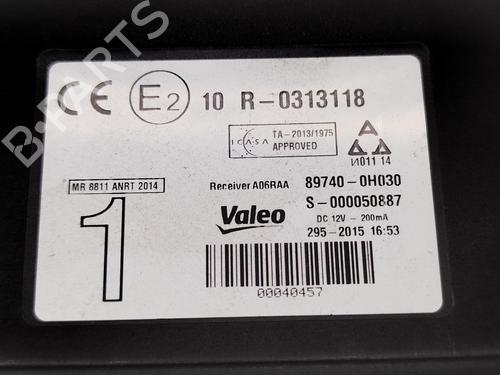 B-PARTS
CE E2 10 R-0313118
ICASA TA-2013/1975
APPROVED
И011 14
MR 8811 ANRT 2014
Receiver A06RAA 89740-0H030
S-000050887
Valeo DC 12V - 200mA
295-2015 16:53
1
00040457